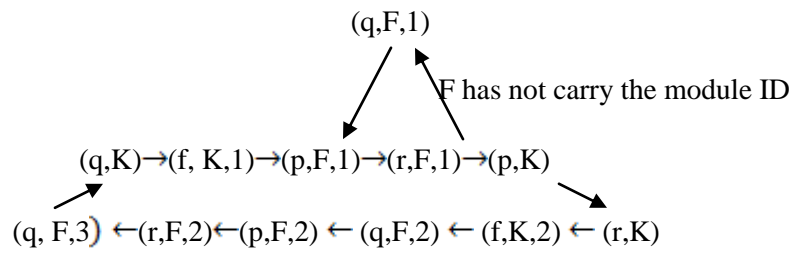 (q,F,1)
F has not carry the module ID
(q,K)→(f, K,1)→(p,F,1)→(r,F,1)→(p,K)
(q, F,3) ←(r,F,2)←(p,F,2) ← (q,F,2) ← (f,K,2) ← (r,K)